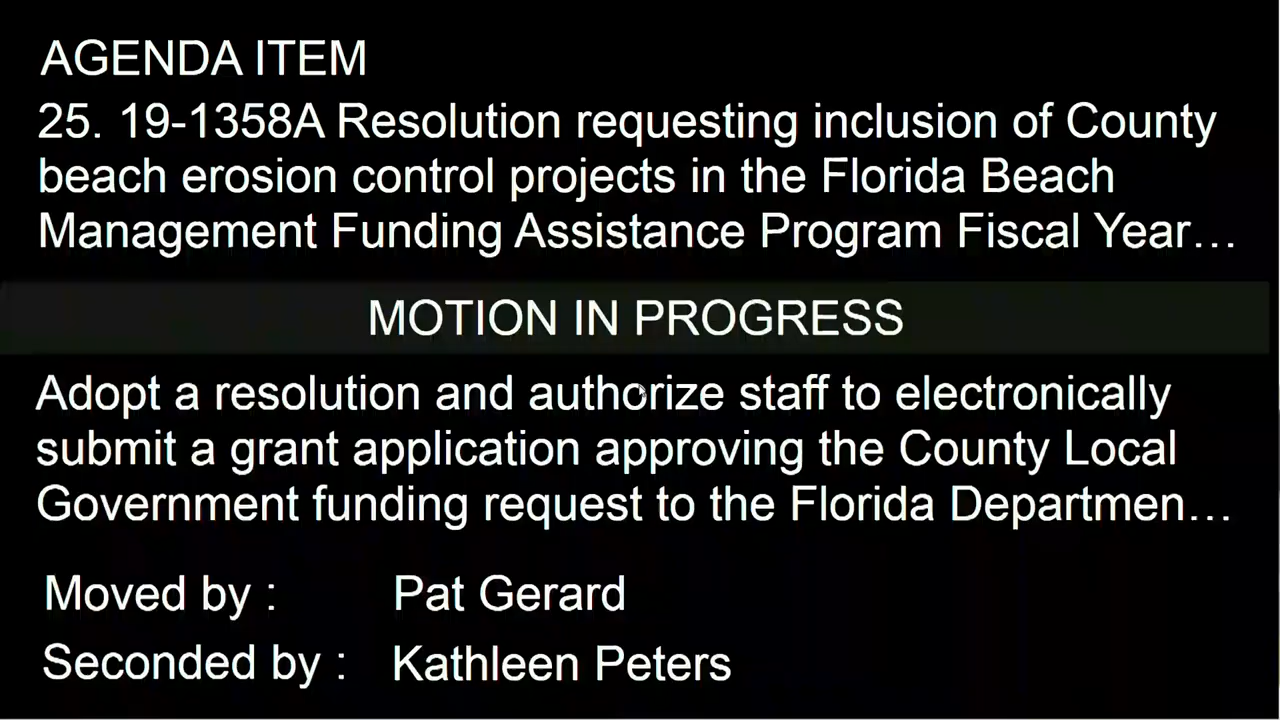 AGENDA ITEM
25. 19-1358A Resolution requesting inclusion of County
beach erosion control projects in the Florida Beach
Management Funding Assistance Program Fiscal Year…
MOTION IN PROGRESS
Adopt a resolution and authorize staff to electronically
submit a grant application approving the County Local
Government funding request to the Florida Departmen…
Moved by : Pat Gerard
Seconded by : Kathleen Peters